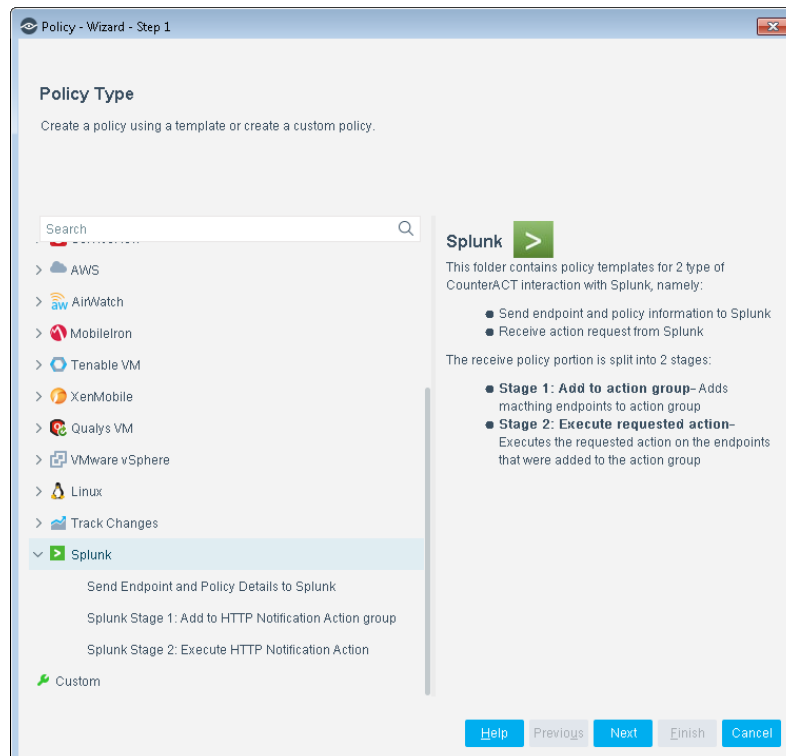 Policy - Wizard - Step 1
Policy Type
Create a policy using a template or create a custom policy.
Search
AWS
AirWatch
MobileIron
Tenable VM
XenMobile
Qualys VM
VMware vSphere
Linux
Track Changes
Splunk
Send Endpoint and Policy Details to Splunk
Splunk Stage 1: Add to HTTP Notification Action group
Splunk Stage 2: Execute HTTP Notification Action
Custom
Splunk
This folder contains policy templates for 2 type of
CounterACT interaction with Splunk, namely:
Send endpoint and policy information to Splunk
Receive action request from Splunk
The receive policy portion is split into 2 stages:
Stage 1: Add to action group– Adds
macthing endpoints to action group
Stage 2: Execute requested action–
Executes the requested action on the endpoints
that were added to the action group
Help Previous Next Finish Cancel